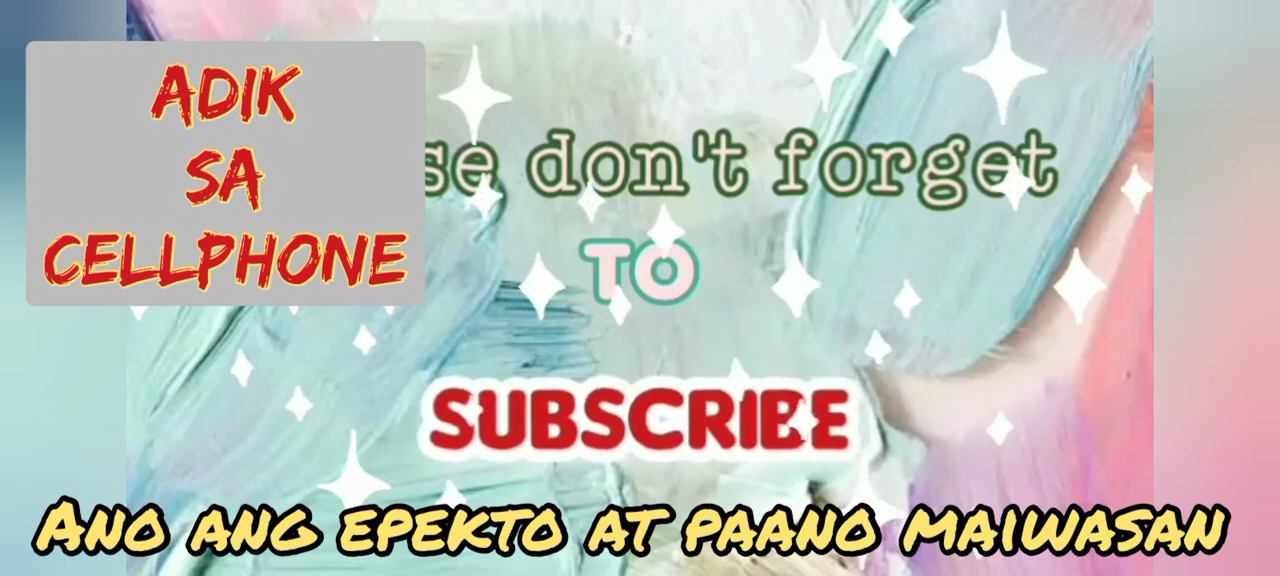 ADIK
SA
CELLPHONE
se don't forget
TO
SUBSCRIBE
ANO ANG EPEKTO AT PAANO MAIWASAN